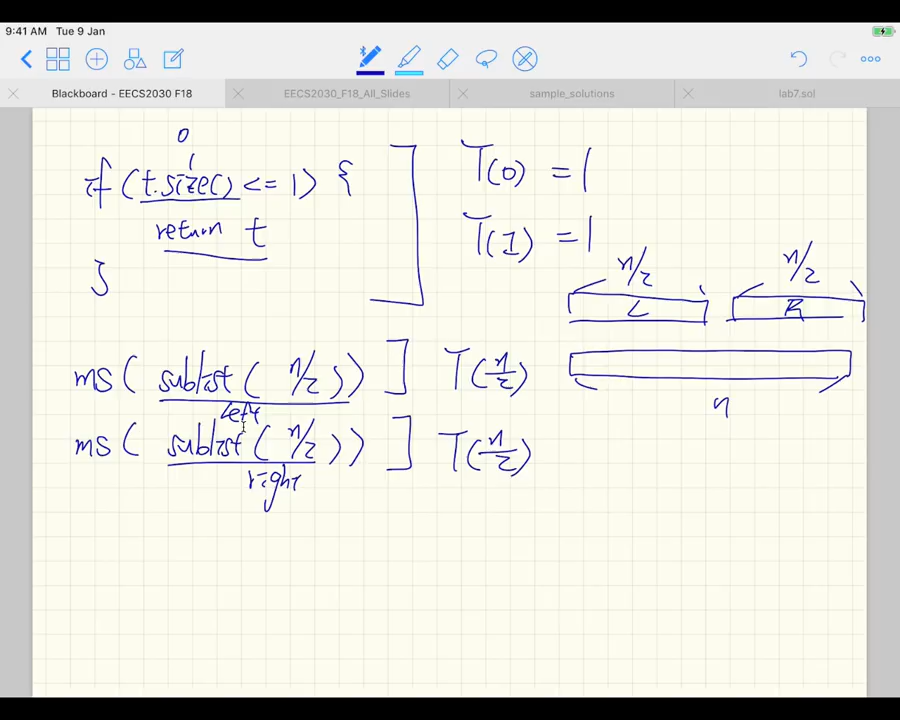 9:41 AM Tue 9 Jan
Blackboard - EECS2030 F18
EECS2030_F18_All_Slides
sample_solutions
lab7.sol
0
1
if (t.size() <= 1) {
return t
}
T(0) = 1
T(1) = 1
n/2 n/2
L R
n
ms( sublist( n/2 )) ] T(n/2)
left
ms( sublist( n/2 )) ] T(n/2)
right